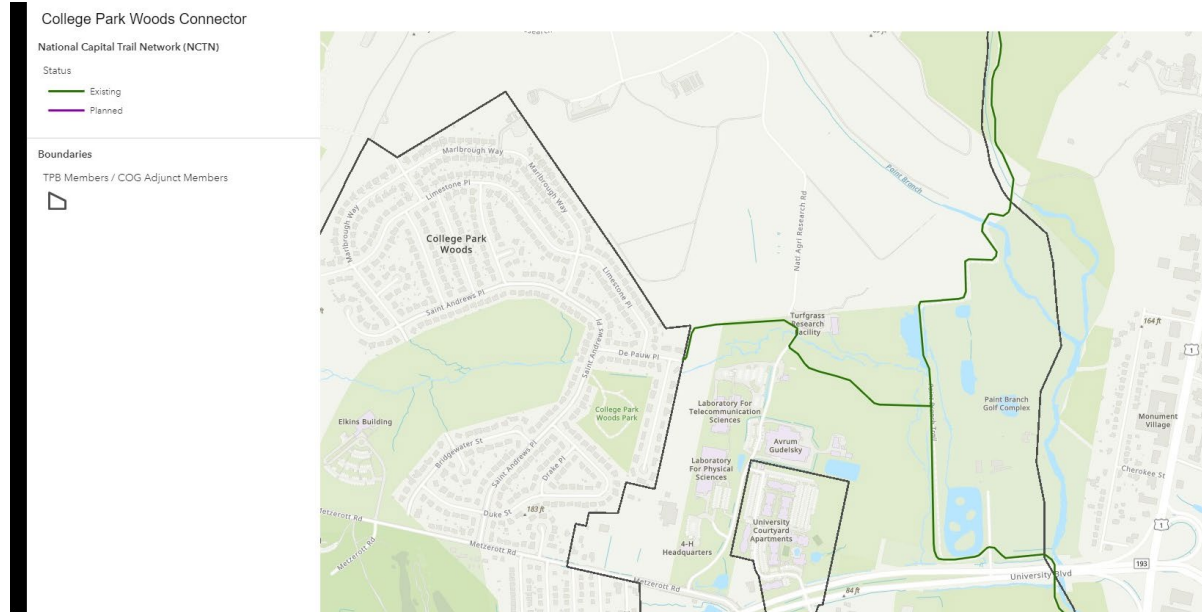 College Park Woods Connector
National Capital Trail Network (NCTN)
Status
Existing
Planned
Boundaries
TPB Members / COG Adjunct Members
Marlbrough Way
Marlbrough Way
Limestone Pl
Marlbrough Way
College Park
Woods
Limestone Pl
Saint Andrews Pl
Saint Andrews Pl
De Pauw Pl
College Park
Woods Park
Elkins Building
Bridgewater St
Saint Andrews Pl
Drake Pl
Duke St
183 ft
Metzerott Rd
Metzerott Rd
Metzerott Rd
Metzerott Rd
Natl Agri Research Rd
Paint Branch
Turfgrass
Research
Facility
Laboratory For
Telecommunication
Sciences
Avrum
Gudelsky
Laboratory
For Physical
Sciences
University
Courtyard
Apartments
4-H
Headquarters
Paint Branch Trail
Paint Branch
Golf Complex
164 ft
1
Monument
Village
Cherokee St
1
193
University Blvd
84 ft